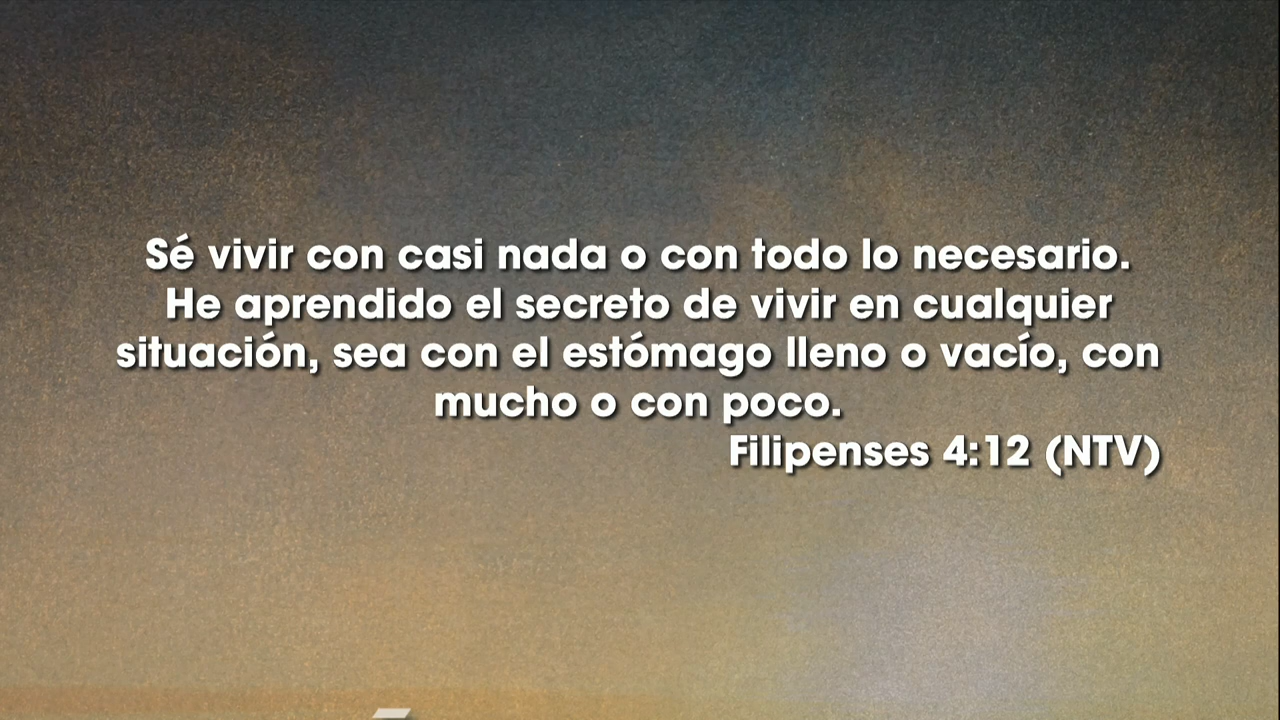 Sé vivir con casi nada o con todo lo necesario.
He aprendido el secreto de vivir en cualquier
situación, sea con el estómago lleno o vacío, con
mucho o con poco.
Filipenses 4:12 (NTV)